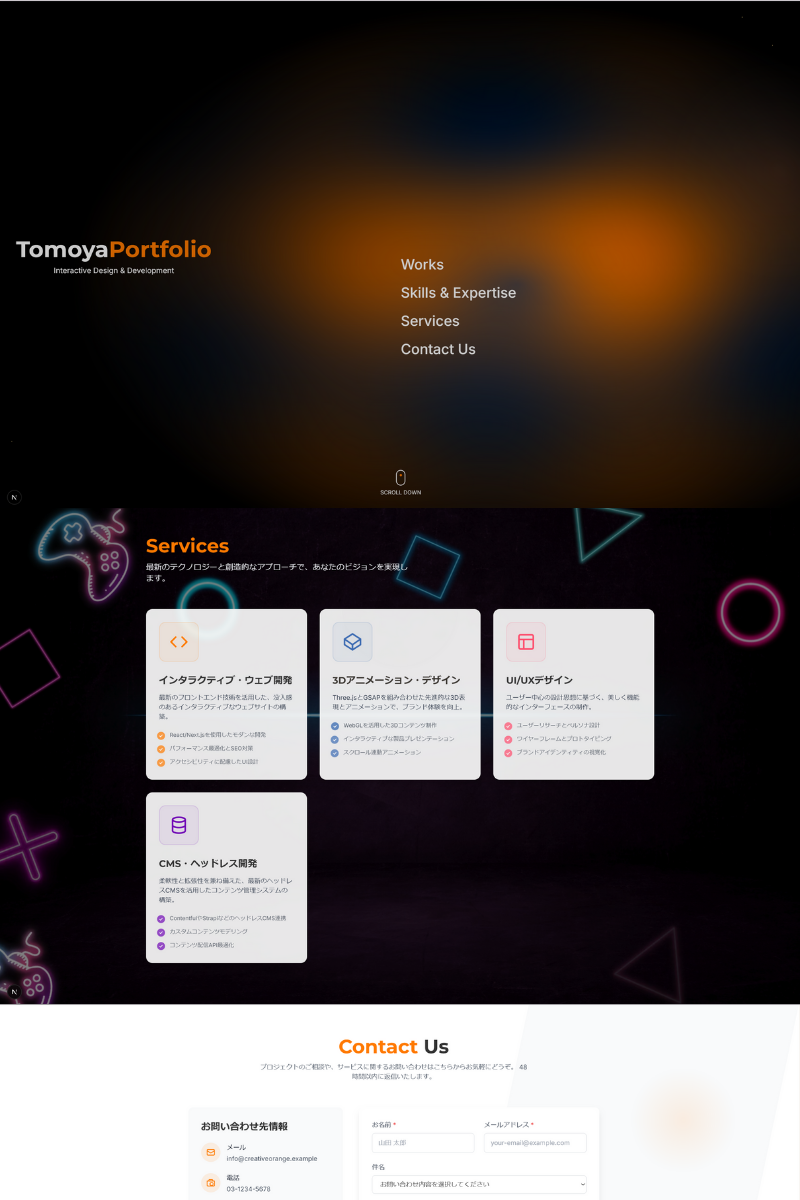 TomoyaPortfolio
Interactive Design & Development
Works
Skills & Expertise
Services
Contact Us
SCROLL DOWN
N
Services
最新のテクノロジーと創造的なアプローチで、あなたのビジョンを実現し
ます。
インタラクティブ・ウェブ開発
最新のフロントエンド技術を活用した、没入感
のあるインタラクティブなウェブサイトの構
築。
React/Next.jsを使用したモダンな開発
パフォーマンス最適化とSEO対策
アクセシビリティに配慮したUI設計
3Dアニメーション・デザイン
Three.jsとGSAPを組み合わせた先進的な3D表
現とアニメーションで、ブランド体験を向上。
WebGLを活用した3Dコンテンツ制作
インタラクティブな製品プレゼンテーション
スクロール連動アニメーション
UI/UXデザイン
ユーザー中心の設計思想に基づく、美しく機能
的なインターフェースの制作。
ユーザーリサーチとペルソナ設計
ワイヤーフレームとプロトタイピング
ブランドアイデンティティの視覚化
CMS・ヘッドレス開発
柔軟性と拡張性を兼ね備えた、最新のヘッドレ
スCMSを活用したコンテンツ管理システムの
構築。
ContentfulやStrapiなどのヘッドレスCMS連携
カスタムコンテンツモデリング
コンテンツ配信API最適化
N
Contact Us
プロジェクトのご相談や、サービスに関するお問い合わせはこちらからお気軽にどうぞ。 48
時間以内に返信いたします。
お問い合わせ先情報
メール
info@creativeorange.example
電話
03-1234-5678
お名前 *
山田 太郎
メールアドレス *
your-email@example.com
件名
お問い合わせ内容を選択してください